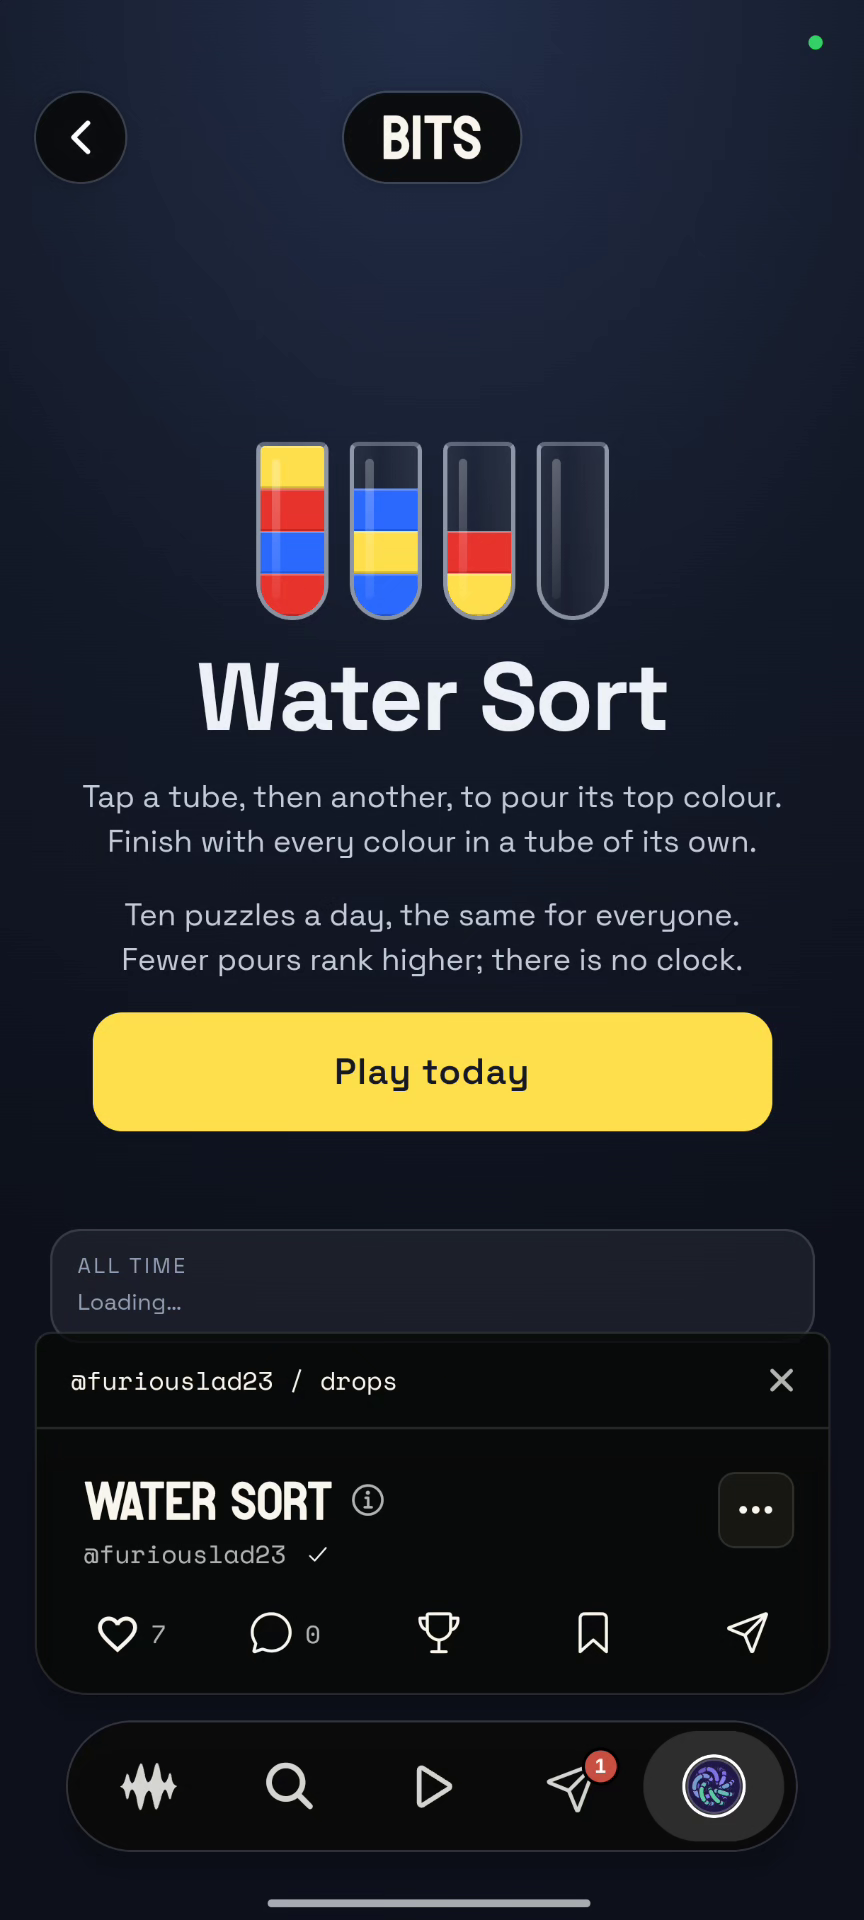 BITS
Water Sort
Tap a tube, then another, to pour its top colour.
Finish with every colour in a tube of its own.
Ten puzzles a day, the same for everyone.
Fewer pours rank higher; there is no clock.
Play today
ALL TIME
Loading...
@furiouslad23 / drops
WATER SORT
@furiouslad23
7
0
1